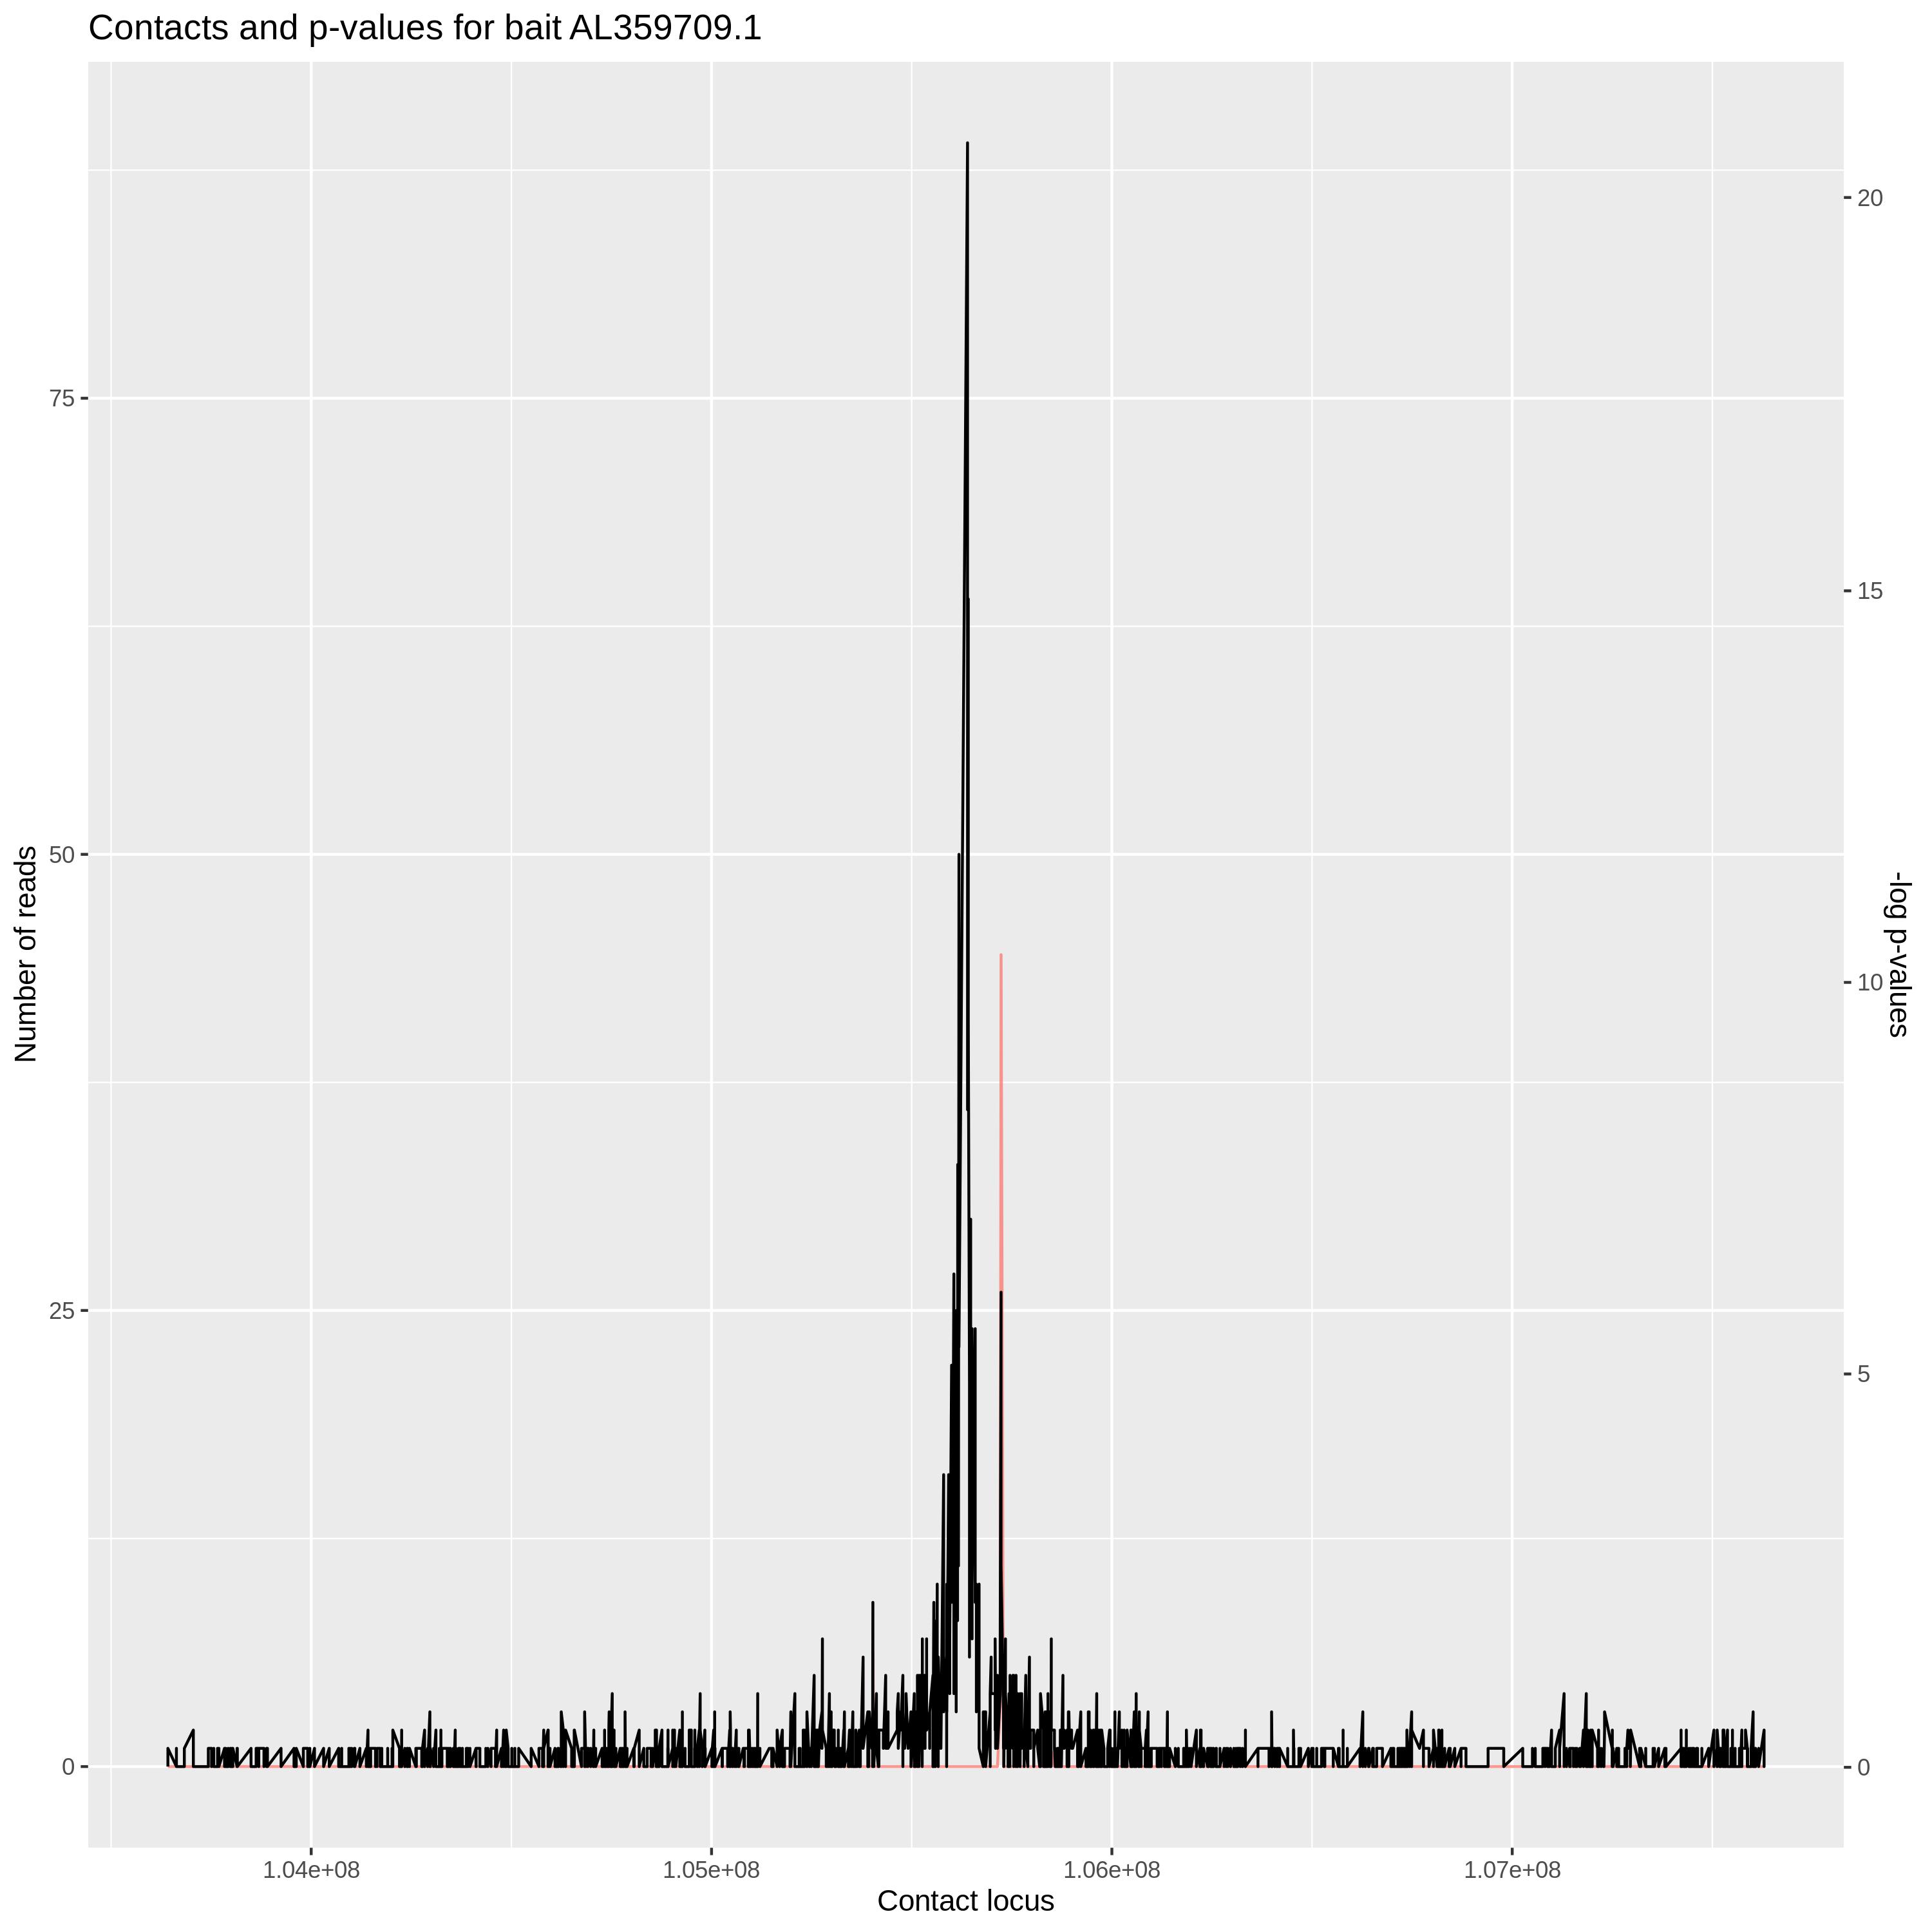 Contacts and p-values for bait AL359709.1
Number of reads
75
50
25
0
20
15
10
5
0
-log p-values
1.04e+08 1.05e+08 1.06e+08 1.07e+08
Contact locus